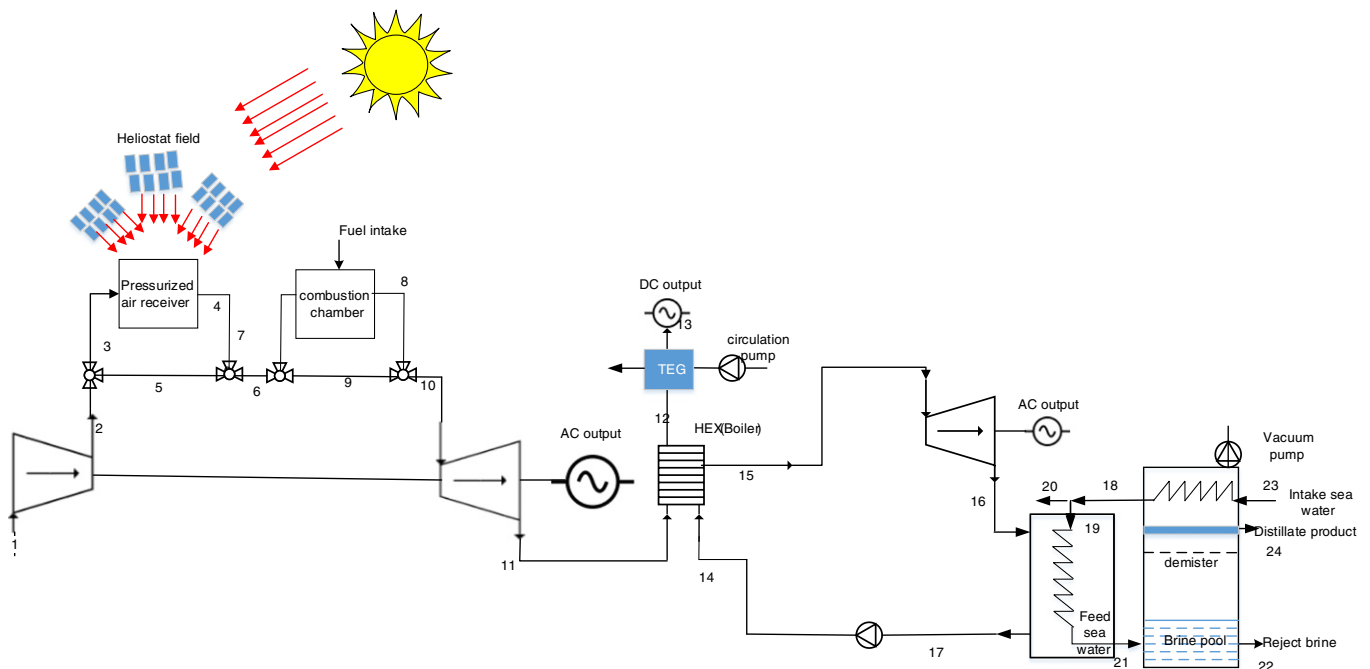 Heliostat field
Fuel intake
Pressurized
air receiver
4
combustion
chamber
8
3
7
5
6
9
10
2
1
AC output
11
DC output
13
TEG
circulation
pump
12
HEX(Boiler)
15
14
AC output
16
17
20
18
19
Feed
sea
water
21
Vacuum
pump
23
Intake sea
water
Distillate product
24
demister
Brine pool
Reject brine
22